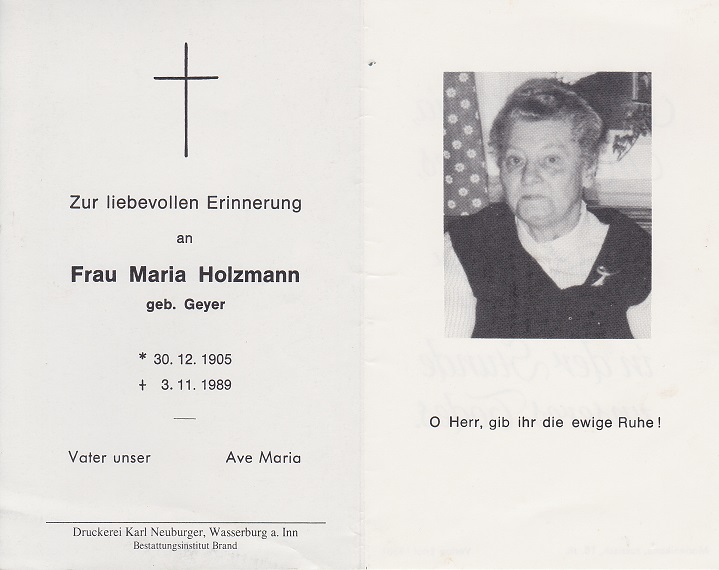 Zur liebevollen Erinnerung
an
Frau Maria Holzmann
geb. Geyer
* 30. 12. 1905
+ 3. 11. 1989
Vater unser Ave Maria
Druckerei Karl Neuburger, Wasserburg a. Inn
Bestattungsinstitut Brand
O Herr, gib ihr die ewige Ruhe!